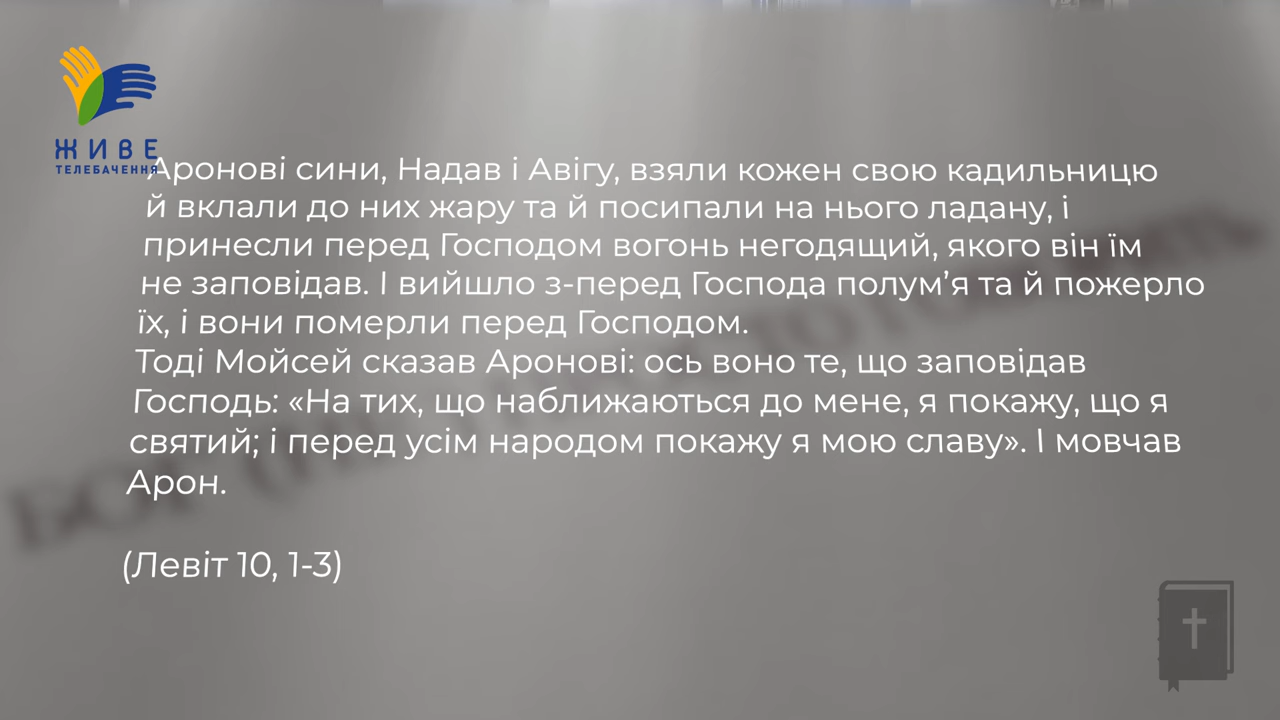 ЖИВЕ
ТЕЛЕБАЧЕННЯ
Аронові сини, Надав і Авігу, взяли кожен свою кадильницю
й вклали до них жару та й посипали на нього ладану, і
принесли перед Господом вогонь негодящий, якого він їм
не заповідав. І вийшло з-перед Господа полум’я та й пожерло
їх, і вони померли перед Господом.
Тоді Мойсей сказав Аронові: ось воно те, що заповідав
Господь: «На тих, що наближаються до мене, я покажу, що я
святий; і перед усім народом покажу я мою славу». І мовчав
Арон.
(Левіт 10, 1-3)